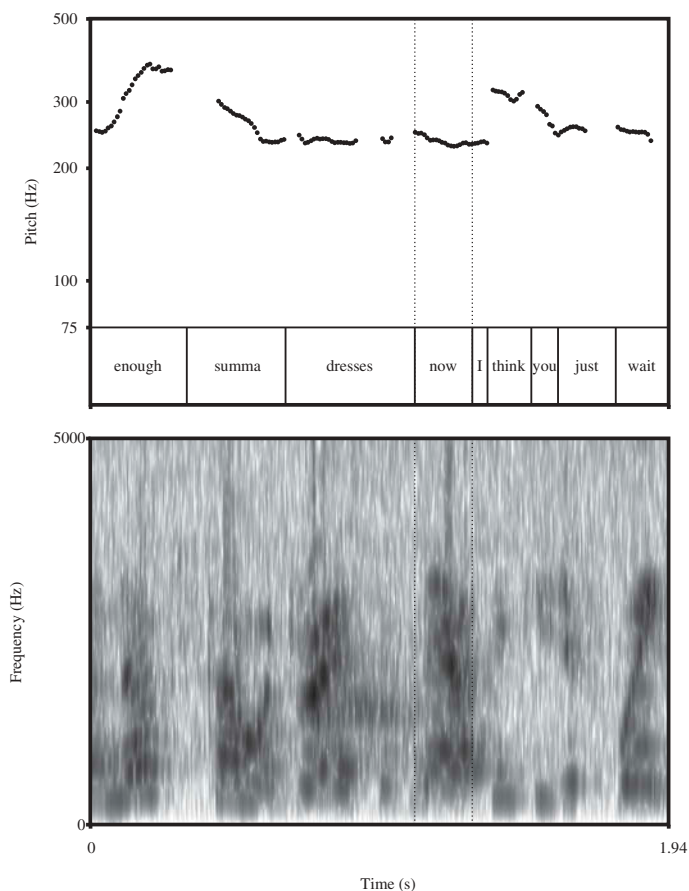 500
300
200
100
75
Pitch (Hz)
enough summa dresses now I think you just wait
5000
Frequency (Hz)
0
0 1.94
Time (s)